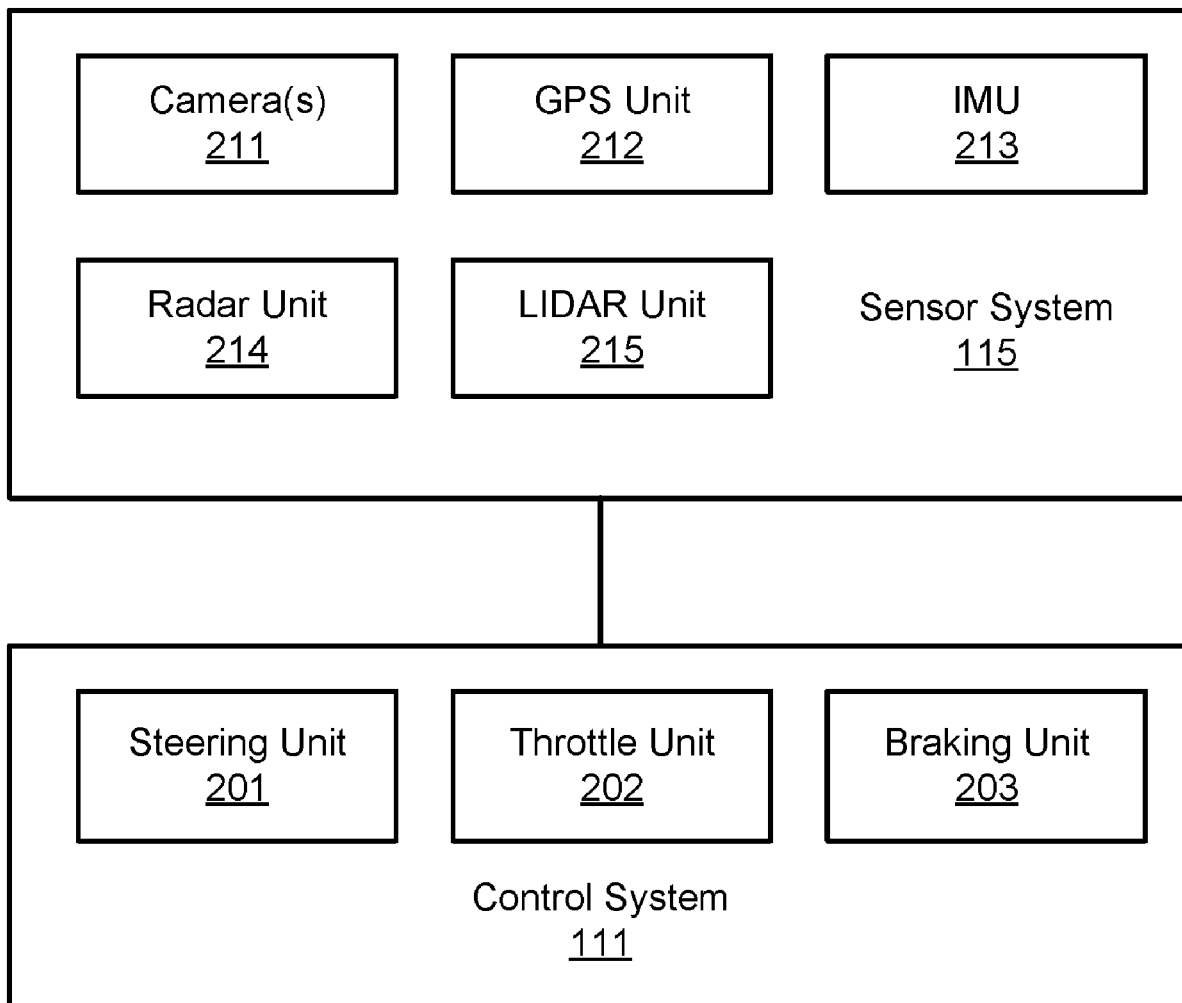 Camera(s)
211
GPS Unit
212
IMU
213
Radar Unit
214
LIDAR Unit
215
Sensor System
115
Steering Unit
201
Throttle Unit
202
Braking Unit
203
Control System
111